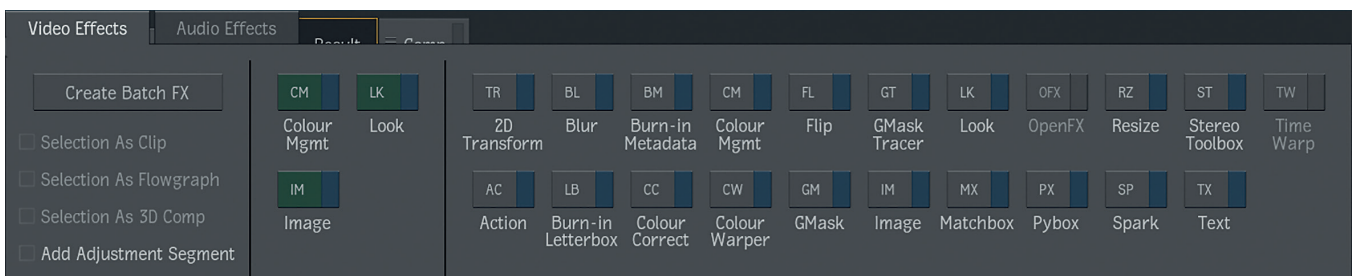 Video Effects
Audio Effects
Result
Comp
Create Batch FX
Selection As Clip
Selection As Flowgraph
Selection As 3D Comp
Add Adjustment Segment
CM
LK
Colour
Mgmt
Look
IM
Image
TR
BL
BM
CM
FL
GT
LK
OFX
RZ
ST
TW
2D
Transform
Blur
Burn-in
Metadata
Colour
Mgmt
Flip
GMask
Tracer
Look
OpenFX
Resize
Stereo
Toolbox
Time
Warp
AC
LB
CC
CW
GM
IM
MX
PX
SP
TX
Action
Burn-in
Letterbox
Colour
Correct
Colour
Warper
GMask
Image
Matchbox
Pybox
Spark
Text